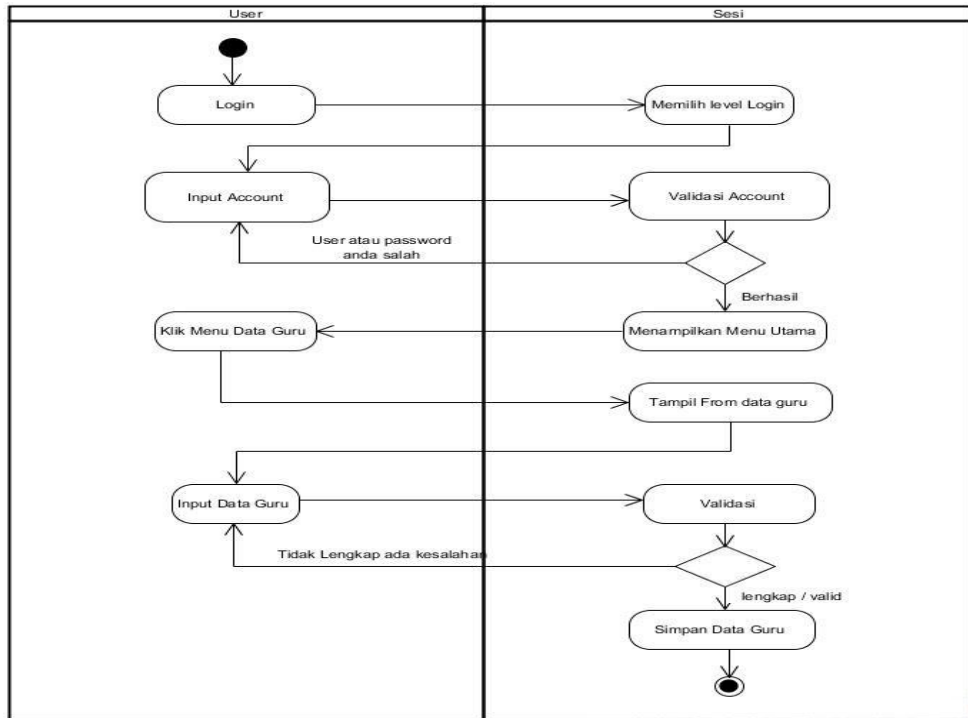 User
Sesi
Login
Memilih level Login
Input Account
Validasi Account
User atau password
anda salah
Berhasil
Klik Menu Data Guru
Menampilkan Menu Utama
Tampil From data guru
Input Data Guru
Validasi
Tidak Lengkap ada kesalahan
lengkap / valid
Simpan Data Guru